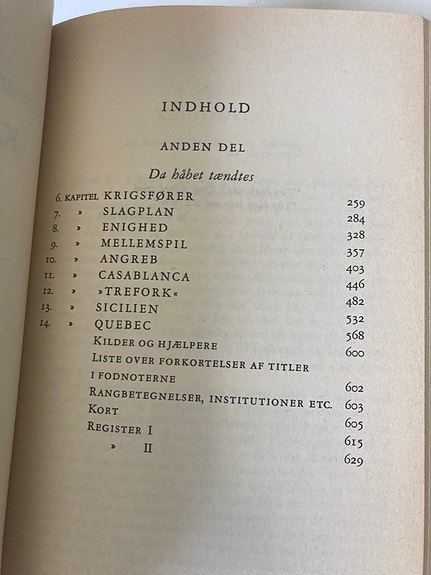 INDHOLD
ANDEN DEL
Da håbet tændtes
6. KAPITEL KRIGSFØRER 259
7. » SLAGPLAN 284
8. » ENIGHED 328
9. » MELLEMSPIL 357
10. » ANGREB 403
11. » CASABLANCA 446
12. » »TREFORK« 482
13. » SICILIEN 532
14. » QUEBEC 568
KILDER OG HJÆLPERE 600
LISTE OVER FORKORTELSER AF TITLER
I FODNOTERNE 602
RANGBETEGNELSER, INSTITUTIONER ETC. 603
KORT 605
REGISTER I 615
» II 629